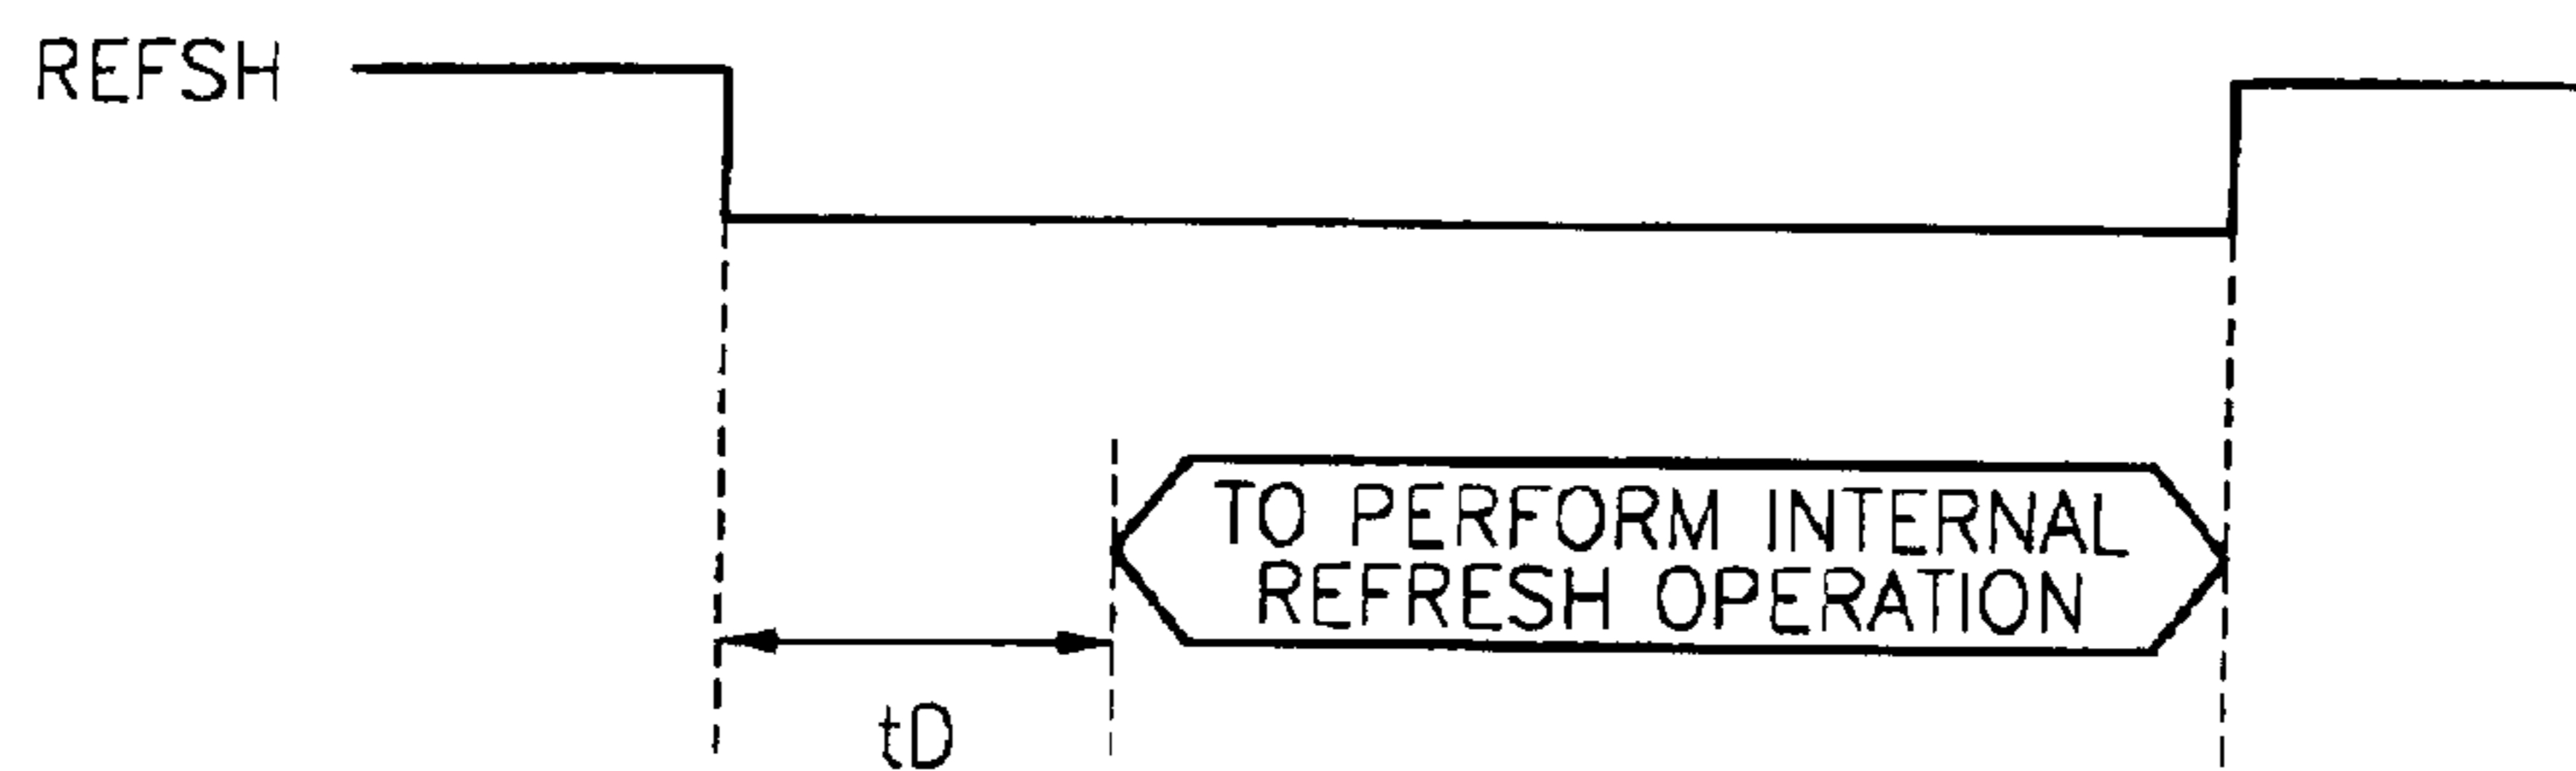 REFSH
TO PERFORM INTERNAL
REFRESH OPERATION
tD